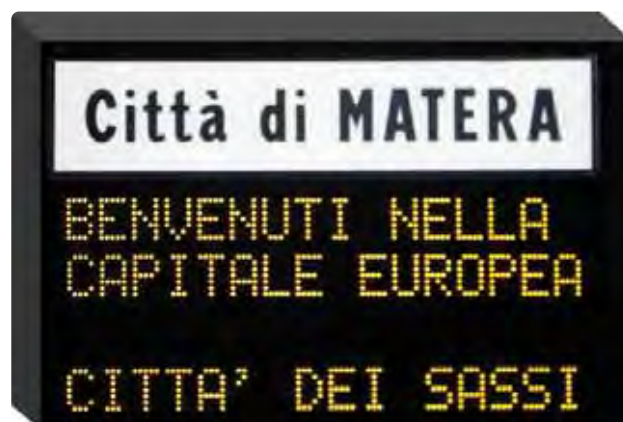 Città di MATERA
BENVENUTI NELLA
CAPITALE EUROPEA
CITTA' DEI SASSI